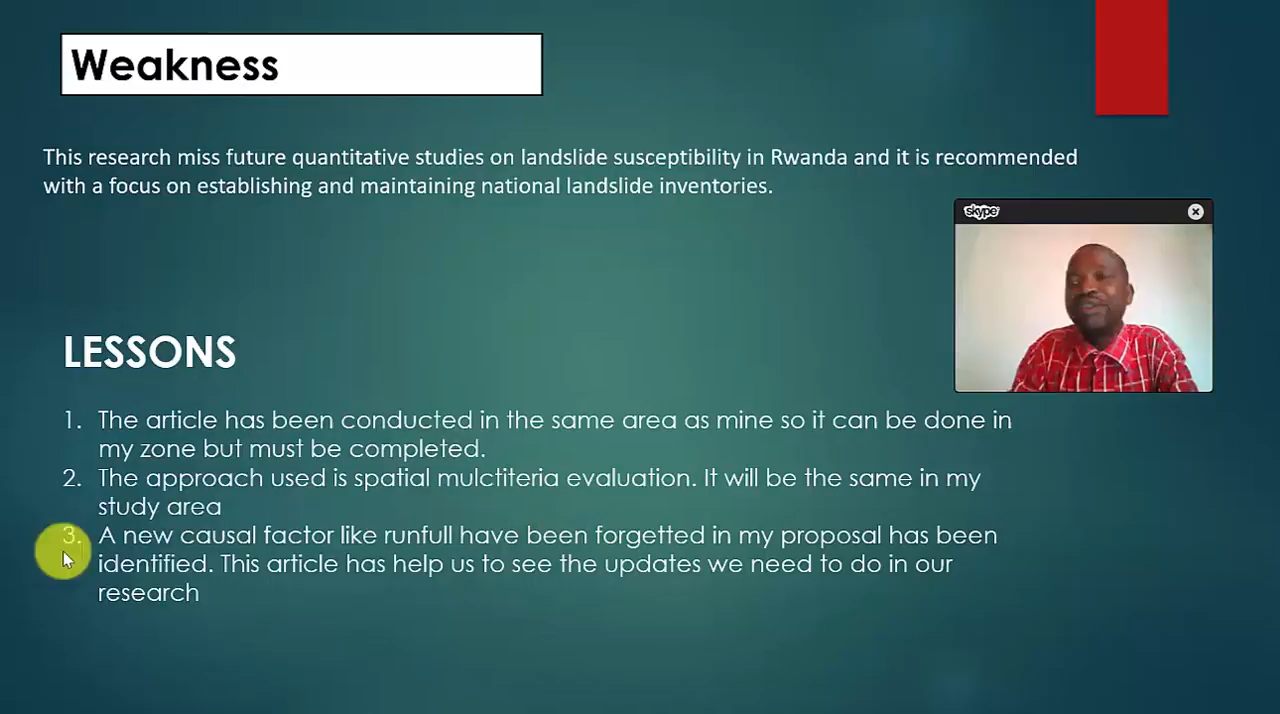 Weakness
This research miss future quantitative studies on landslide susceptibility in Rwanda and it is recommended
with a focus on establishing and maintaining national landslide inventories.
skype
LESSONS
1. The article has been conducted in the same area as mine so it can be done in
my zone but must be completed.
2. The approach used is spatial mulctiteria evaluation. It will be the same in my
study area
3. A new causal factor like runfull have been forgetted in my proposal has been
identified. This article has help us to see the updates we need to do in our
research